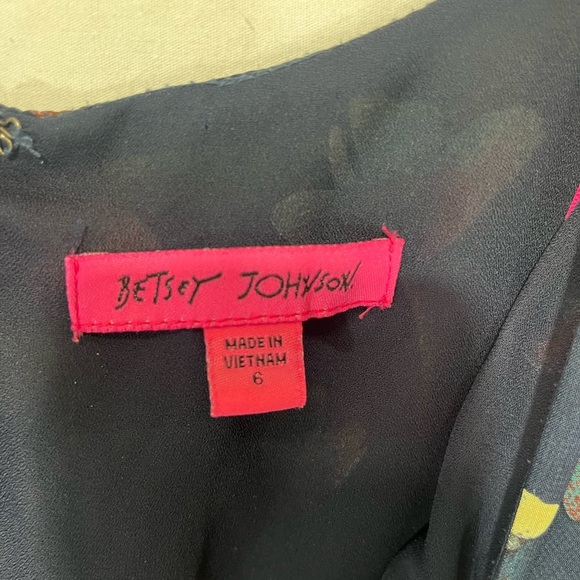 BETSEY JOHNSON.
MADE IN
VIETNAM
6